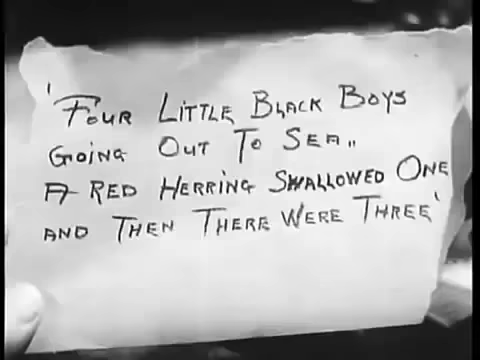 'Four Little Black Boys
Going Out To Sea..
A Red Herring Swallowed One
and Then There Were Three'